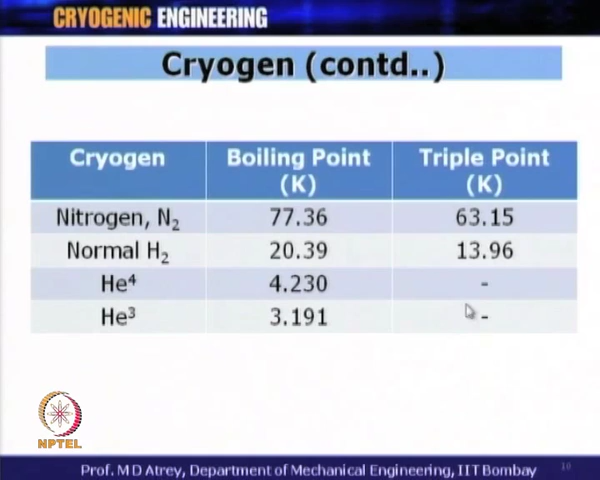 CRYOGENIC ENGINEERING
Cryogen (contd..)
Cryogen Boiling Point (K) Triple Point (K)
Nitrogen, N₂ 77.36 63.15
Normal H₂ 20.39 13.96
He⁴ 4.230 -
He³ 3.191 -
NPTEL
Prof. M D Atrey, Department of Mechanical Engineering, IIT Bombay 10